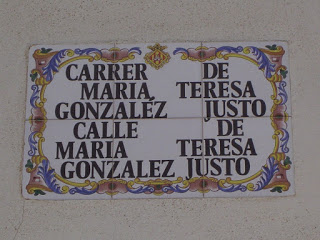 CARRER DE
MARIA TERESA
GONZALEZ JUSTO
CALLE DE
MARIA TERESA
GONZALEZ JUSTO